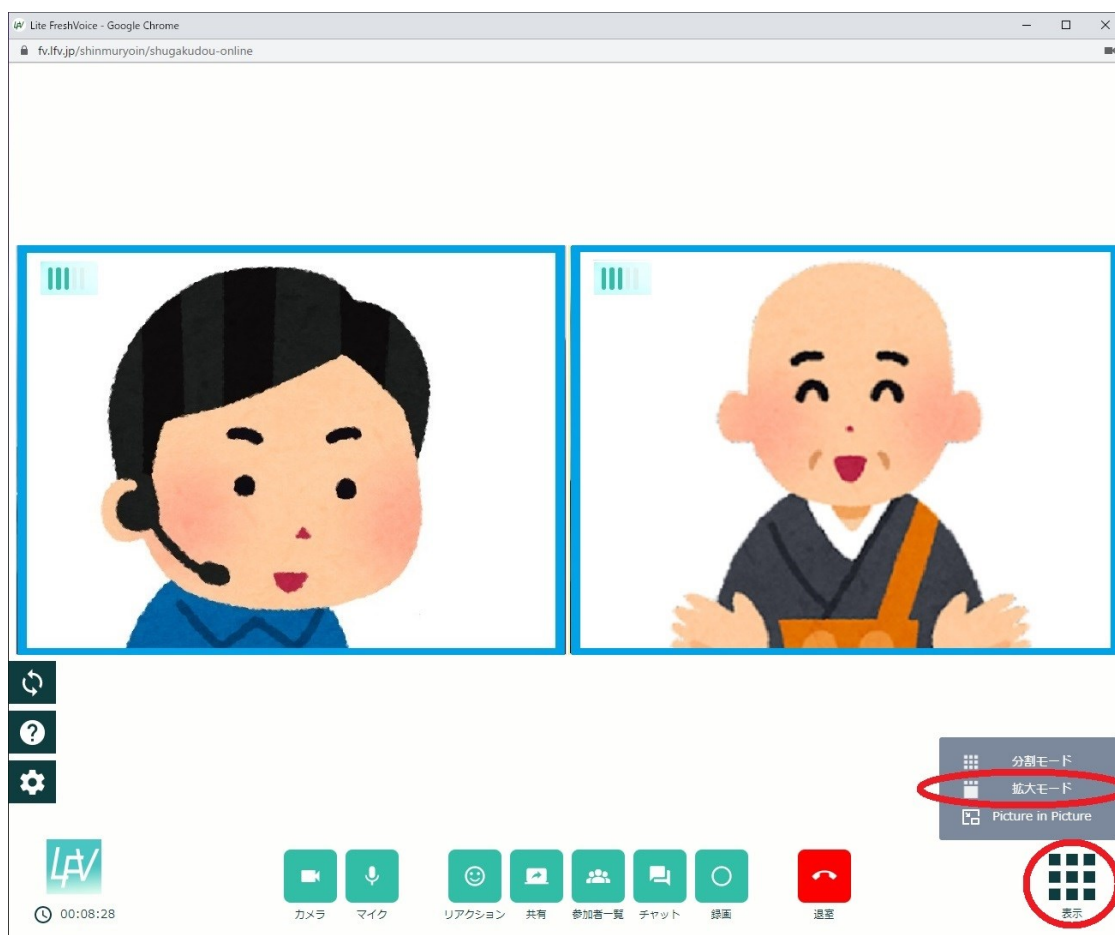 Lite FreshVoice - Google Chrome
fv.lfv.jp/shinmuryoin/shugakudou-online
分割モード
拡大モード
Picture in Picture
LFV
00:08:28
カメラ
マイク
リアクション
共有
参加者一覧
チャット
録画
退室
表示